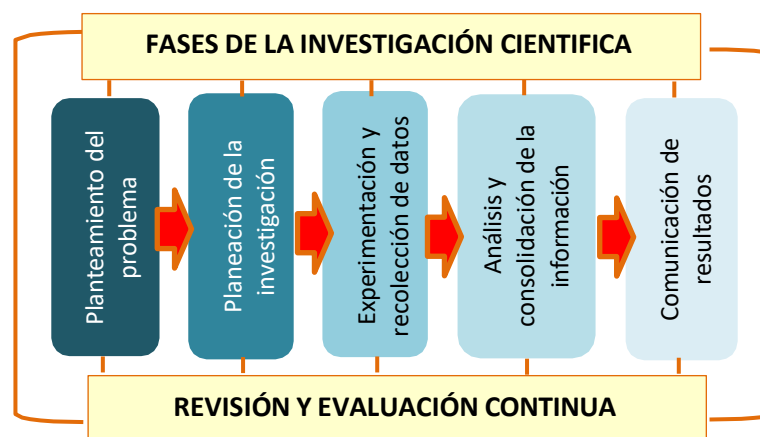 FASES DE LA INVESTIGACIÓN CIENTIFICA
Planteamiento del
problema
Planeación de la
investigación
Experimentación y
recolección de datos
Análisis y
consolidación de la
información
Comunicación de
resultados
REVISIÓN Y EVALUACIÓN CONTINUA